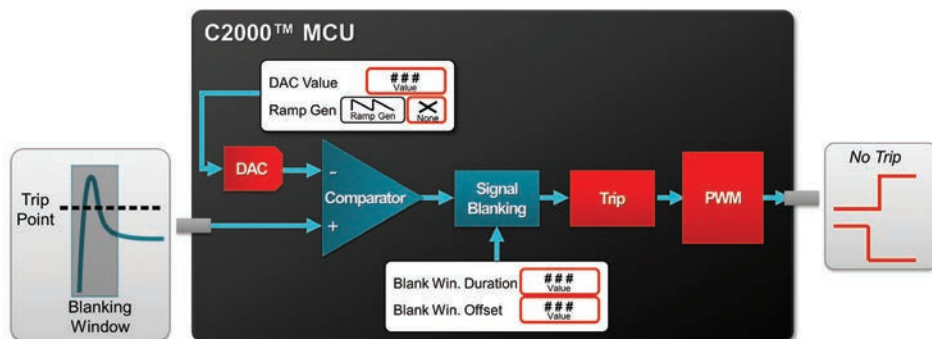 C2000™ MCU
DAC Value
###
Value
Ramp Gen
Ramp Gen
None
Trip
Point
Blanking
Window
DAC
-
+
Comparator
Signal
Blanking
Trip
PWM
No Trip
Blank Win. Duration
###
Value
Blank Win. Offset
###
Value